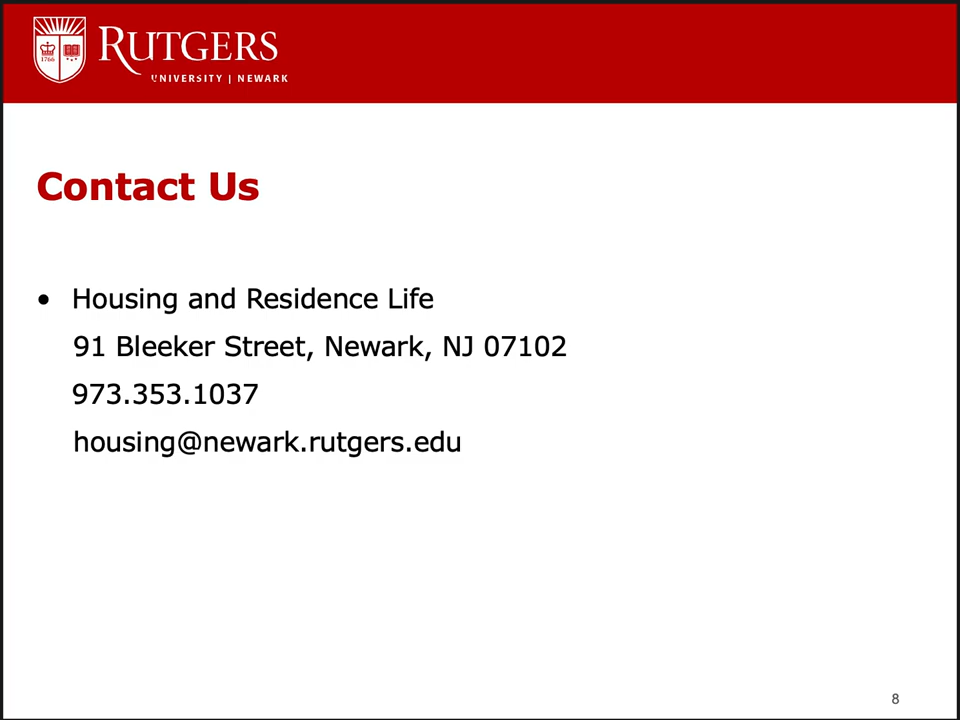 1766
RUTGERS
UNIVERSITY | NEWARK
Contact Us
• Housing and Residence Life
91 Bleeker Street, Newark, NJ 07102
973.353.1037
housing@newark.rutgers.edu
8